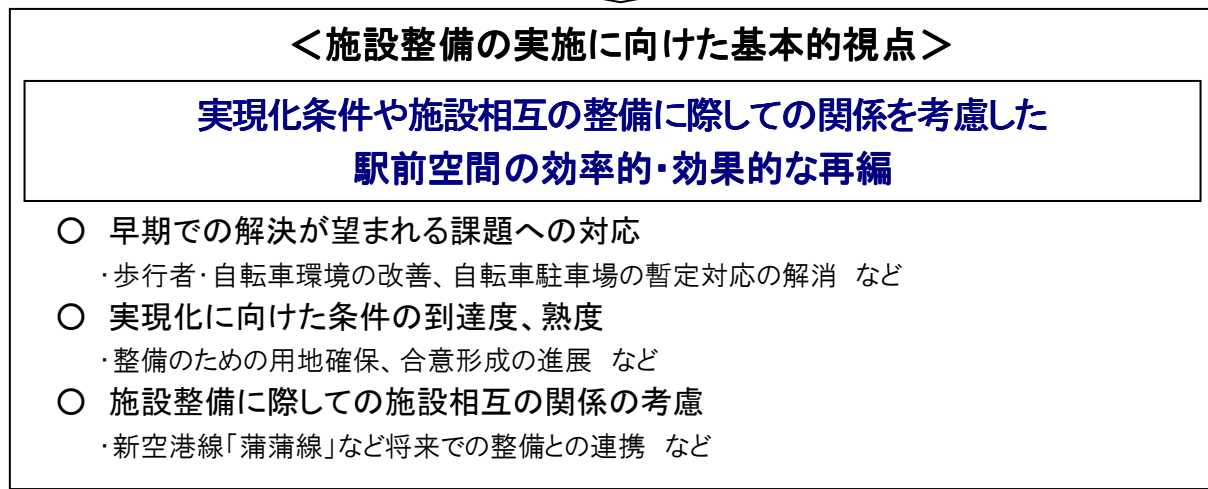 ＜施設整備の実施に向けた基本的視点＞
実現化条件や施設相互の整備に際しての関係を考慮した
駅前空間の効率的・効果的な再編
○ 早期での解決が望まれる課題への対応
・歩行者・自転車環境の改善、自転車駐車場の暫定対応の解消 など
○ 実現化に向けた条件の到達度、熟度
・整備のための用地確保、合意形成の進展 など
○ 施設整備に際しての施設相互の関係の考慮
・新空港線「蒲蒲線」など将来での整備との連携 など